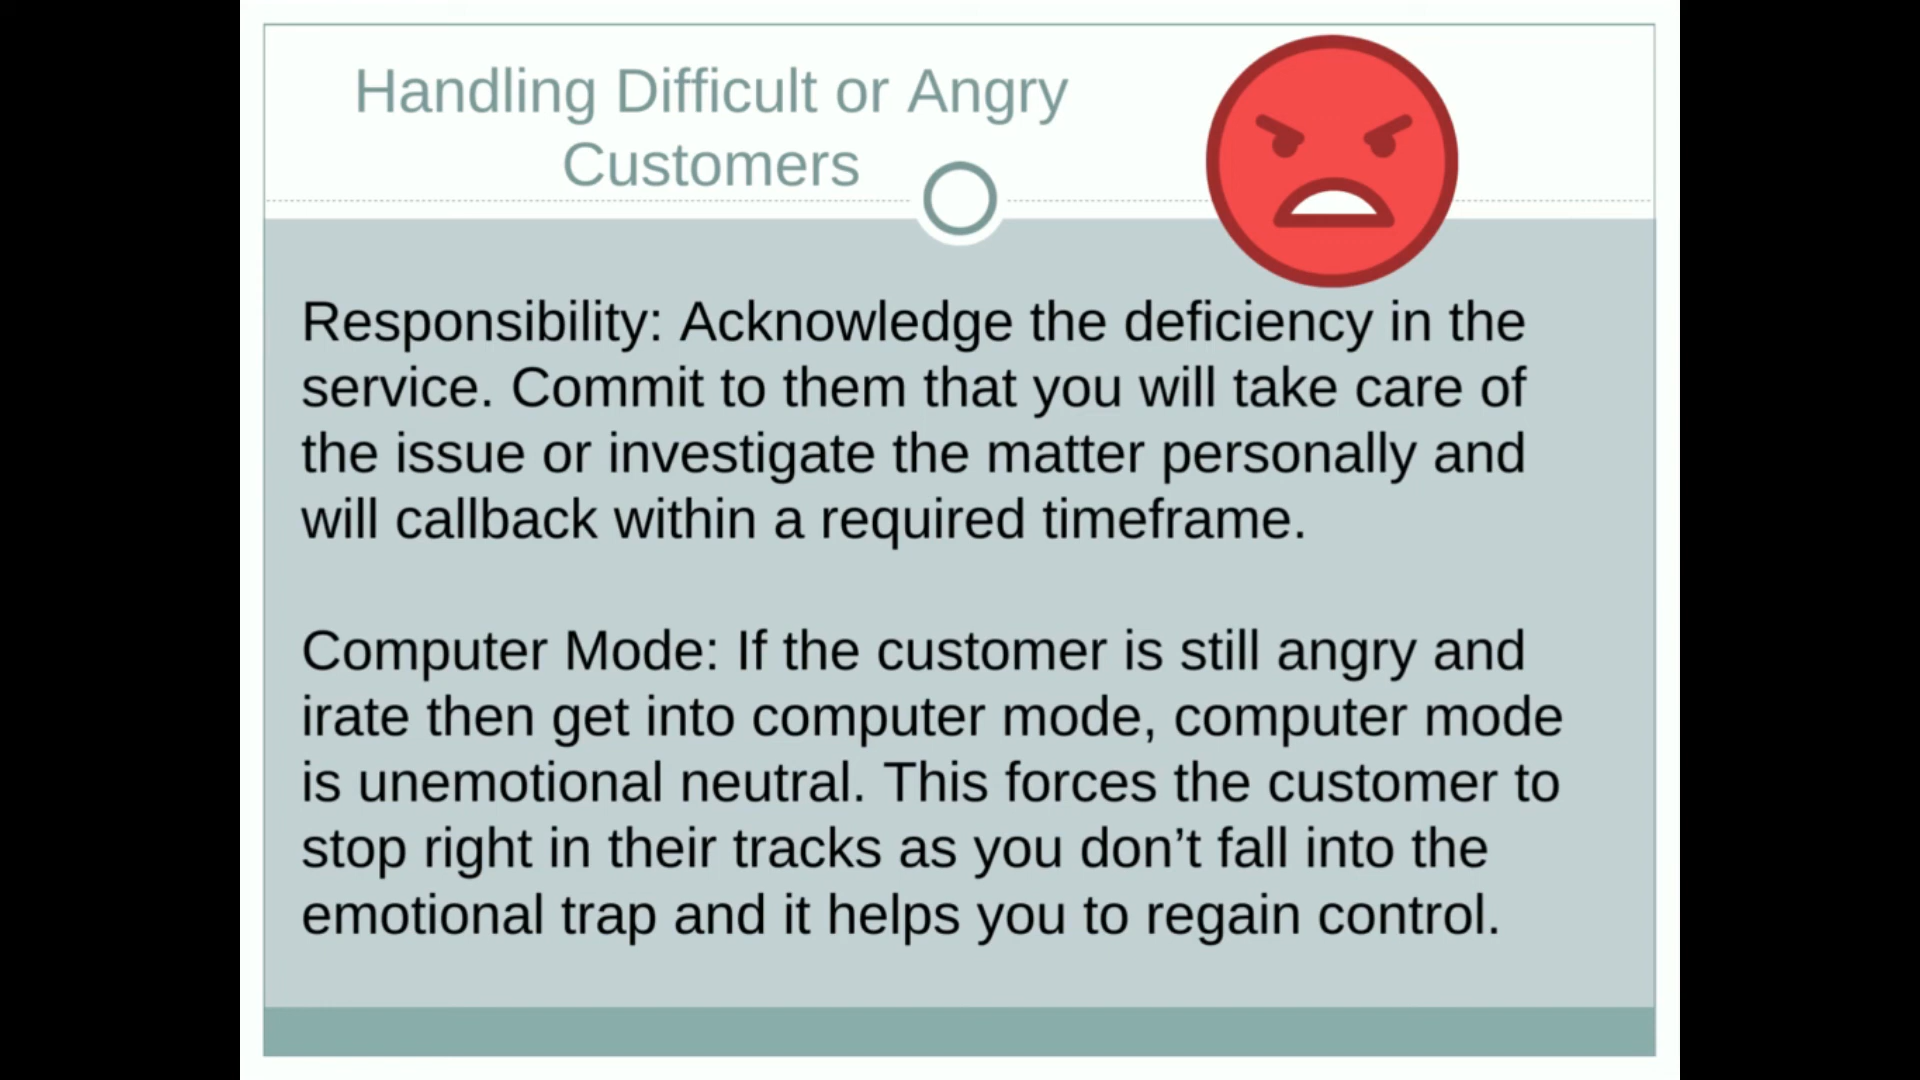 Handling Difficult or Angry
Customers
Responsibility: Acknowledge the deficiency in the
service. Commit to them that you will take care of
the issue or investigate the matter personally and
will callback within a required timeframe.
Computer Mode: If the customer is still angry and
irate then get into computer mode, computer mode
is unemotional neutral. This forces the customer to
stop right in their tracks as you don’t fall into the
emotional trap and it helps you to regain control.